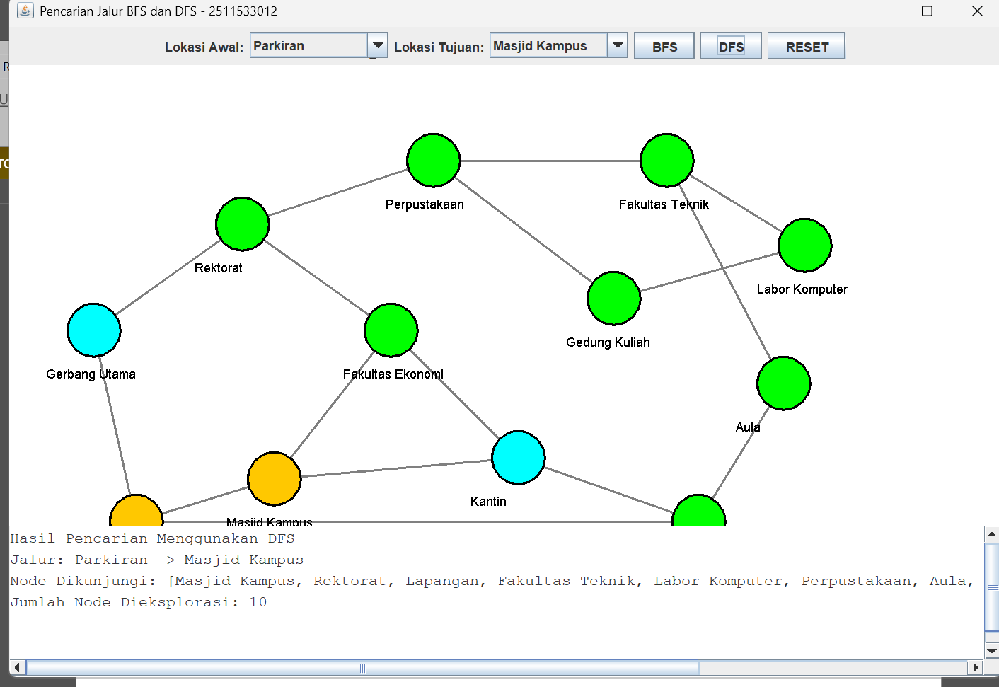 Pencarian Jalur BFS dan DFS - 2511533012
Lokasi Awal: Parkiran Lokasi Tujuan: Masjid Kampus BFS DFS RESET
Perpustakaan
Fakultas Teknik
Rektorat
Labor Komputer
Gedung Kuliah
Gerbang Utama
Fakultas Ekonomi
Aula
Kantin
Masjid Kampus
Hasil Pencarian Menggunakan DFS
Jalur: Parkiran -> Masjid Kampus
Node Dikunjungi: [Masjid Kampus, Rektorat, Lapangan, Fakultas Teknik, Labor Komputer, Perpustakaan, Aula,
Jumlah Node Dieksplorasi: 10